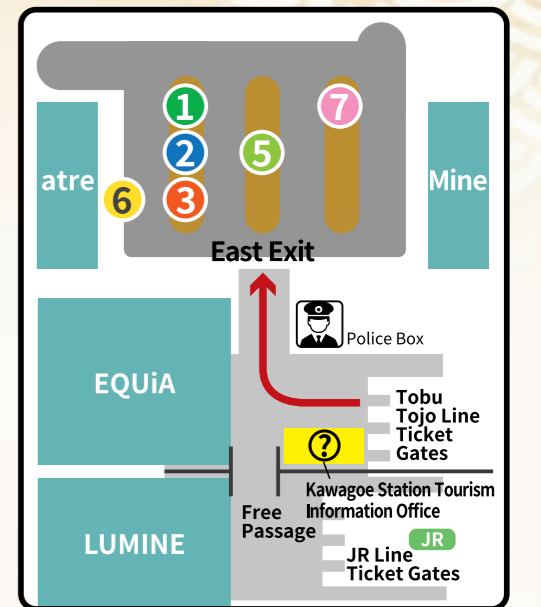 1
7
2
5
atre
Mine
6
3
East Exit
Police Box
EQUiA
Tobu
Tojo Line
Ticket
Gates
?
Kawagoe Station Tourism
Information Office
Free
Passage
LUMINE
JR
JR Line
Ticket Gates